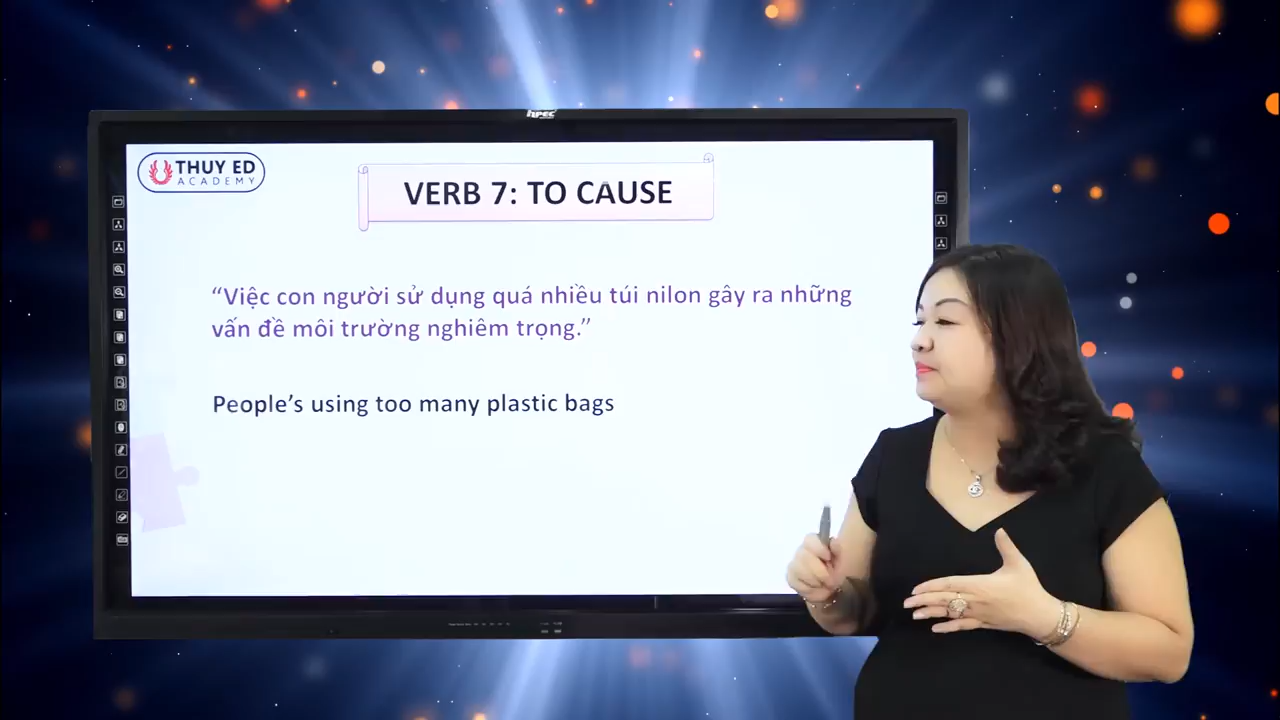 HPEC
THUY ED
ACADEMY
VERB 7: TO CAUSE
“Việc con người sử dụng quá nhiều túi nilon gây ra những
vấn đề môi trường nghiêm trọng.”
People’s using too many plastic bags